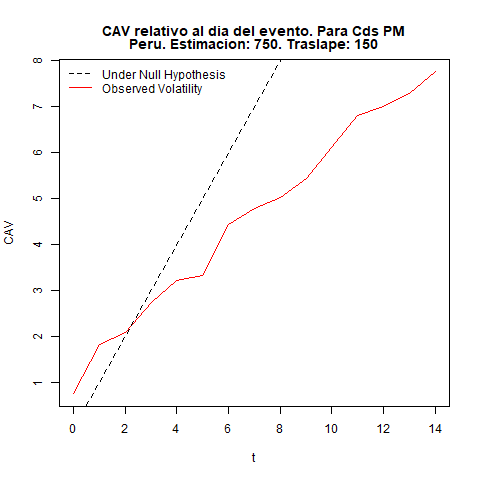 CAV relativo al dia del evento. Para Cds PM
Peru. Estimacion: 750. Traslape: 150
Under Null Hypothesis
Observed Volatility
8
7
6
5
4
3
2
1
CAV
0 2 4 6 8 10 12 14
t